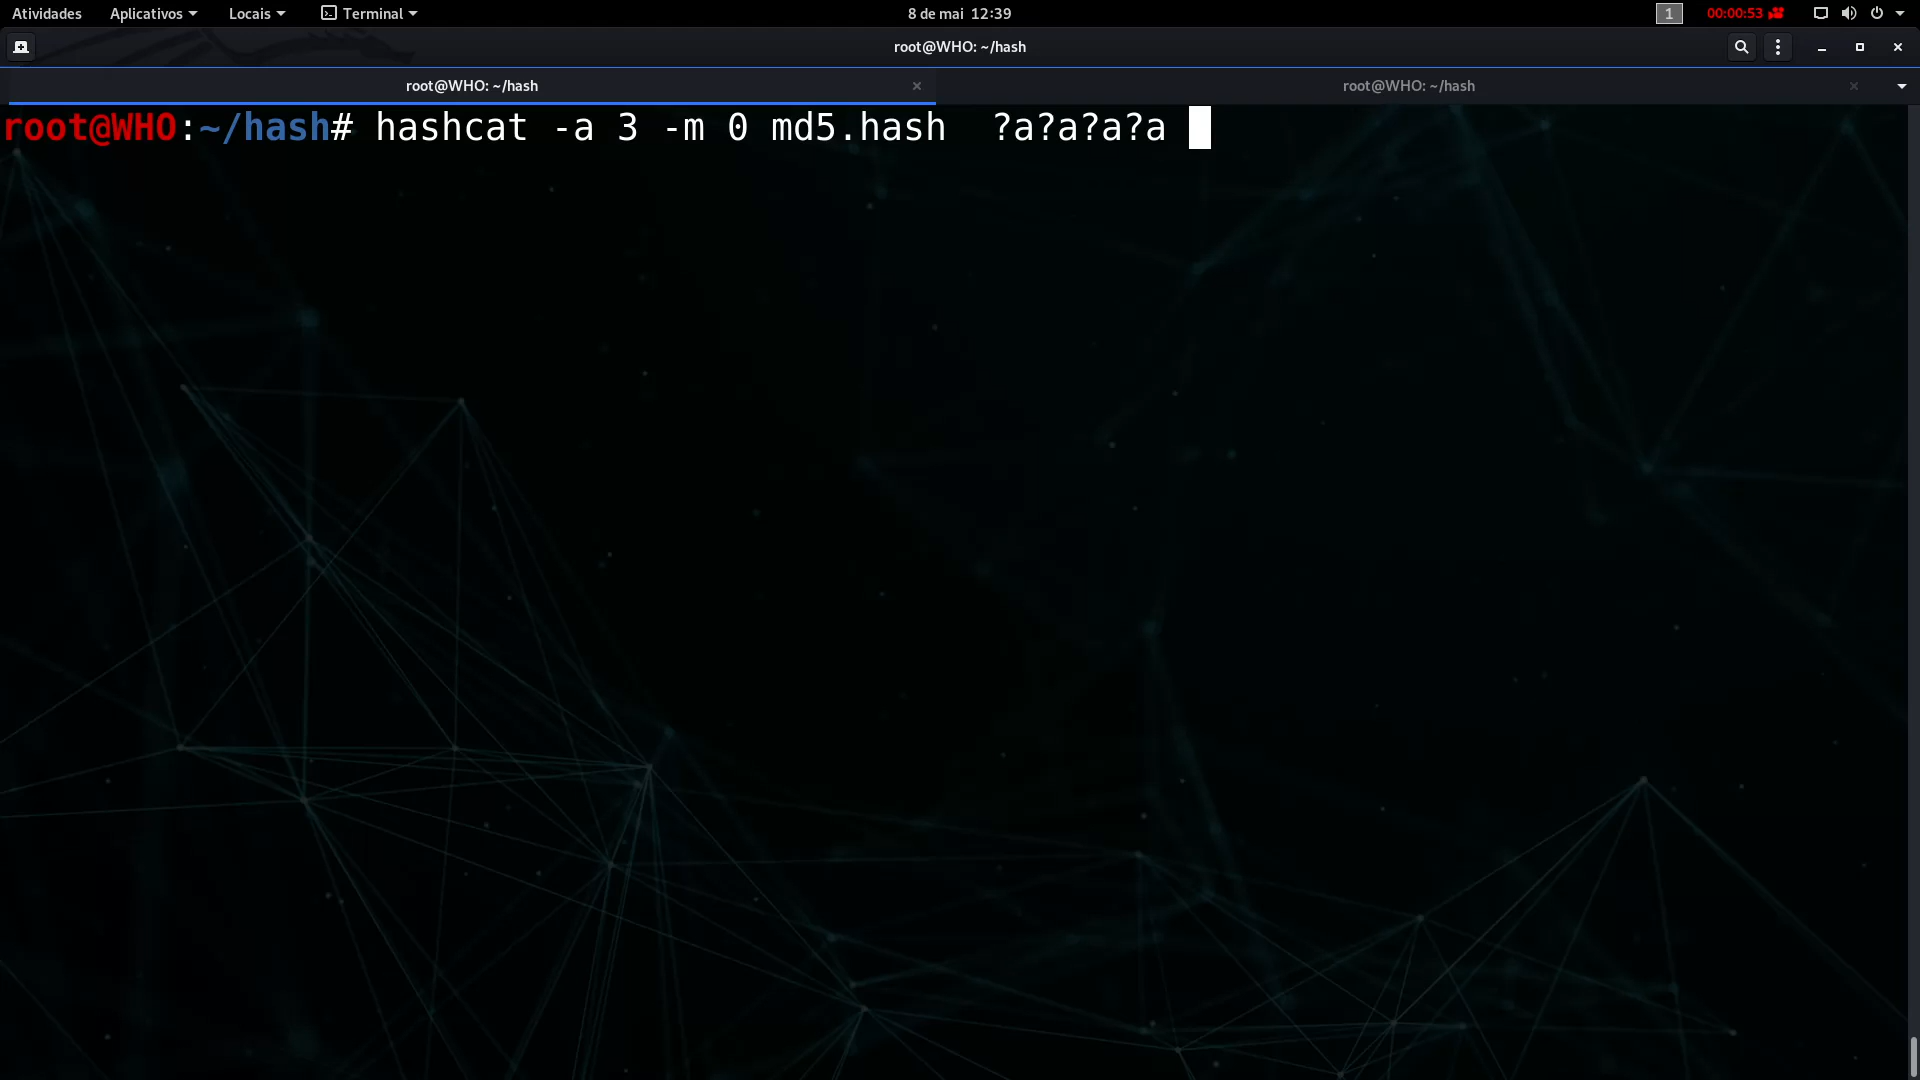 Atividades Aplicativos Locais Terminal 8 de mai 12:39 1 00:00:53
root@WHO: ~/hash
root@WHO: ~/hash root@WHO: ~/hash
root@WHO:~/hash# hashcat -a 3 -m 0 md5.hash  ?a?a?a?a